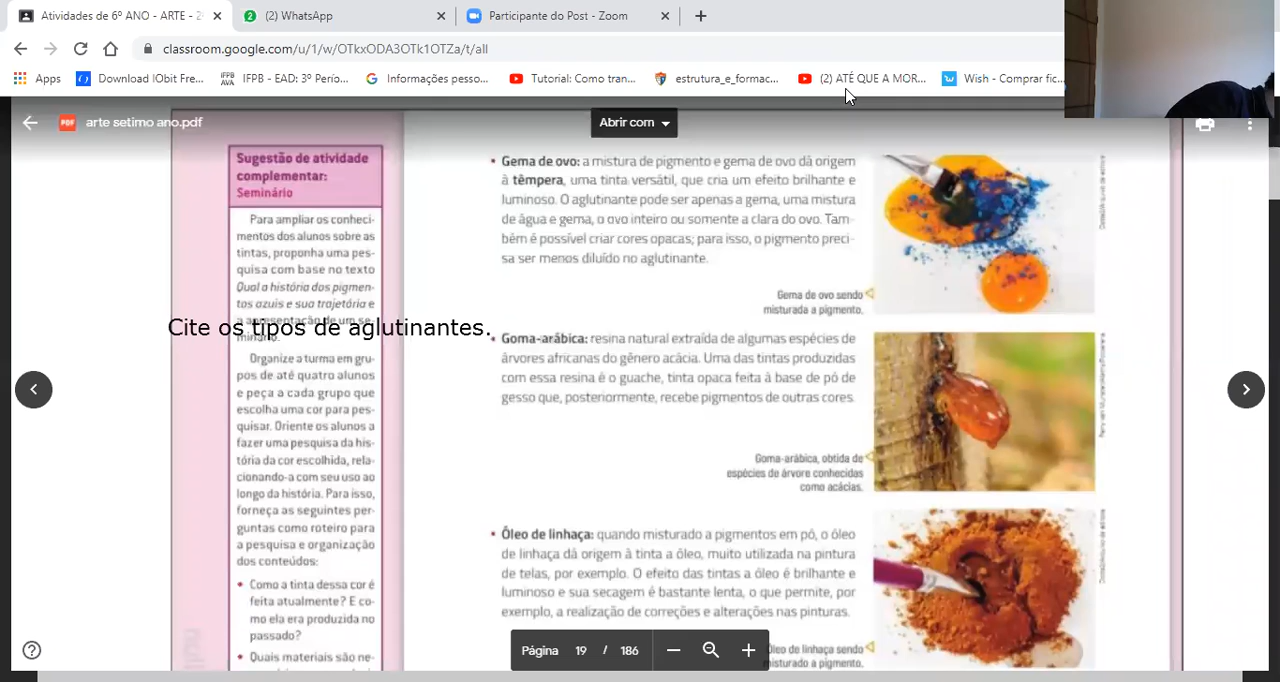 Atividades de 6º ANO - ARTE - 2
(2) WhatsApp
Participante do Post - Zoom
classroom.google.com/u/1/w/OTkxODA3OTk1OTZa/t/all
Apps
Download IObit Fre...
IFPB - EAD: 3º Perío...
Informações pesso...
Tutorial: Como tran...
estrutura_e_formac...
(2) ATÉ QUE A MOR...
Wish - Comprar fic...
arte setimo ano.pdf
Abrir com
Sugestão de atividade
complementar:
Seminário
Para ampliar os conheci-
mentos dos alunos sobre as
tintas, proponha uma pes-
quisa com base no texto
Qual a história dos pigmen-
tos azuis e sua trajetória e
a apresentação de um se-
minário.
Cite os tipos de aglutinantes.
Organize a turma em gru-
pos de até quatro alunos
e peça a cada grupo que
escolha uma cor para pes-
quisar. Oriente os alunos a
fazer uma pesquisa da his-
tória da cor escolhida, rela-
cionando-a com seu uso ao
longo da história. Para isso,
forneça as seguintes per-
guntas como roteiro para
a pesquisa e organização
dos conteúdos:
• Como a tinta dessa cor é
feita atualmente? E co-
mo ela era produzida no
passado?
• Quais materiais são ne-
• Gema de ovo: a mistura de pigmento e gema de ovo dá origem
à têmpera, uma tinta versátil, que cria um efeito brilhante e
luminoso. O aglutinante pode ser apenas a gema, uma mistura
de água e gema, o ovo inteiro ou somente a clara do ovo. Tam-
bém é possível criar cores opacas; para isso, o pigmento preci-
sa ser menos diluído no aglutinante.
Gema de ovo sendo
misturada a pigmento.
• Goma-arábica: resina natural extraída de algumas espécies de
árvores africanas do gênero acácia. Uma das tintas produzidas
com essa resina é o guache, tinta opaca feita à base de pó de
gesso que, posteriormente, recebe pigmentos de outras cores.
Goma-arábica, obtida de
espécies de árvore conhecidas
como acácias.
• Óleo de linhaça: quando misturado a pigmentos em pó, o óleo
de linhaça dá origem à tinta a óleo, muito utilizada na pintura
de telas, por exemplo. O efeito das tintas a óleo é brilhante e
luminoso e sua secagem é bastante lenta, o que permite, por
exemplo, a realização de correções e alterações nas pinturas.
Óleo de linhaça sendo
misturado a pigmento.
Página 19 / 186